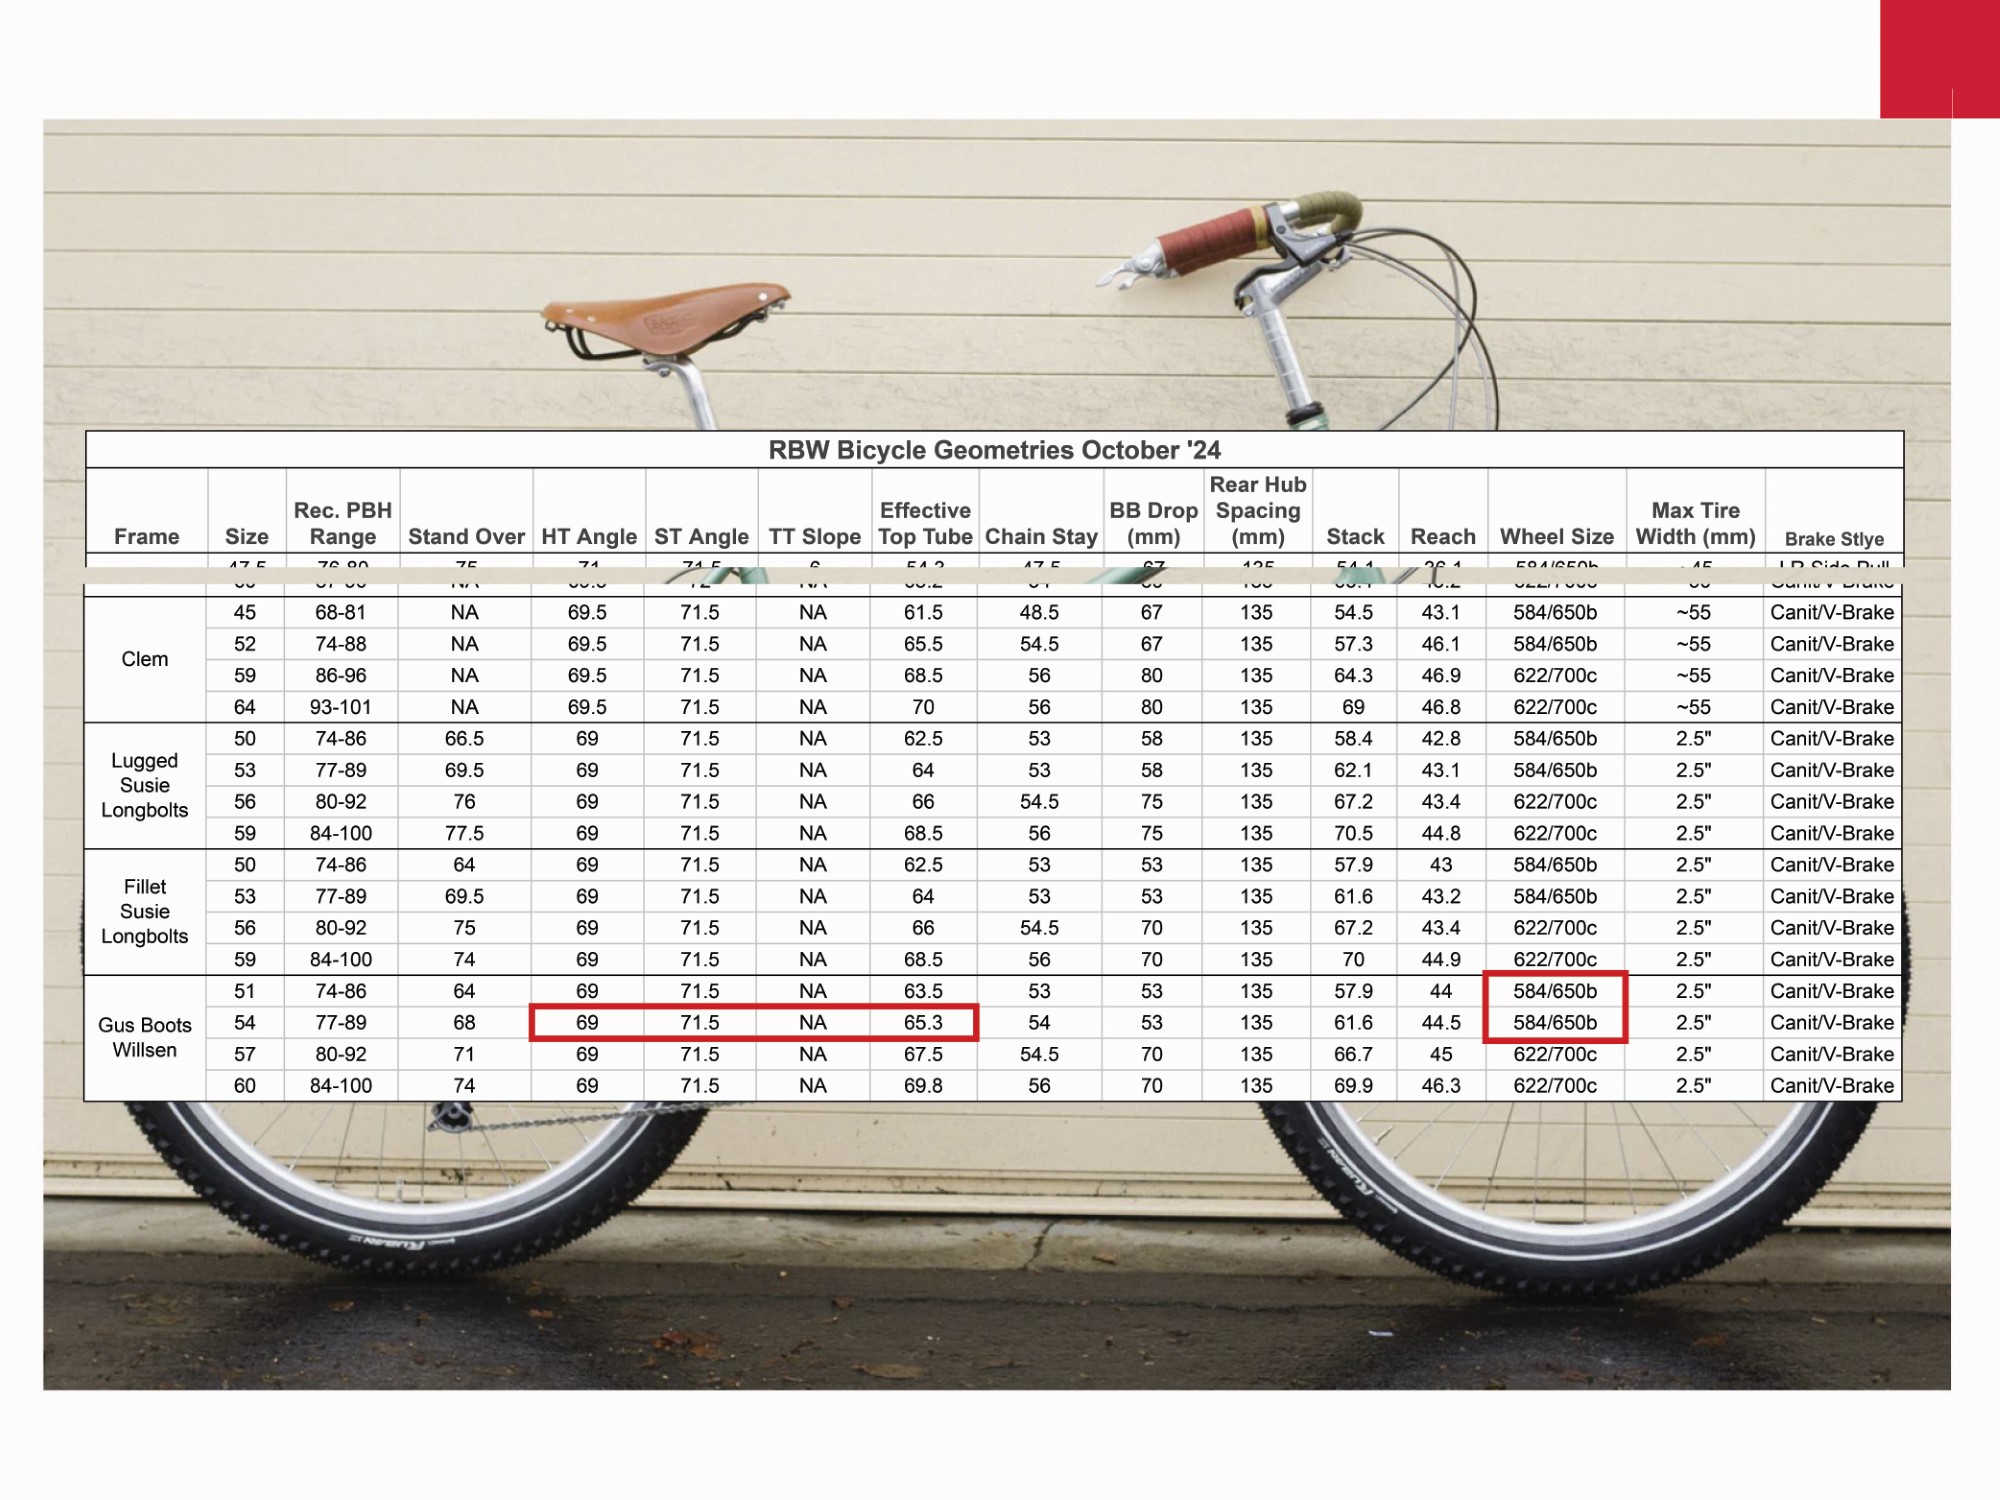 RBW Bicycle Geometries October '24
Frame Size Rec. PBH Range Stand Over HT Angle ST Angle TT Slope Effective Top Tube Chain Stay BB Drop (mm) Rear Hub Spacing (mm) Stack Reach Wheel Size Max Tire Width (mm) Brake Stlye
Clem
45 68-81 NA 69.5 71.5 NA 61.5 48.5 67 135 54.5 43.1 584/650b ~55 Canit/V-Brake
52 74-88 NA 69.5 71.5 NA 65.5 54.5 67 135 57.3 46.1 584/650b ~55 Canit/V-Brake
59 86-96 NA 69.5 71.5 NA 68.5 56 80 135 64.3 46.9 622/700c ~55 Canit/V-Brake
64 93-101 NA 69.5 71.5 NA 70 56 80 135 69 46.8 622/700c ~55 Canit/V-Brake
Lugged Susie Longbolts
50 74-86 66.5 69 71.5 NA 62.5 53 58 135 58.4 42.8 584/650b 2.5" Canit/V-Brake
53 77-89 69.5 69 71.5 NA 64 53 58 135 62.1 43.1 584/650b 2.5" Canit/V-Brake
56 80-92 76 69 71.5 NA 66 54.5 75 135 67.2 43.4 622/700c 2.5" Canit/V-Brake
59 84-100 77.5 69 71.5 NA 68.5 56 75 135 70.5 44.8 622/700c 2.5" Canit/V-Brake
Fillet Susie Longbolts
50 74-86 64 69 71.5 NA 62.5 53 53 135 57.9 43 584/650b 2.5" Canit/V-Brake
53 77-89 69.5 69 71.5 NA 64 53 53 135 61.6 43.2 584/650b 2.5" Canit/V-Brake
56 80-92 75 69 71.5 NA 66 54.5 70 135 67.2 43.4 622/700c 2.5" Canit/V-Brake
59 84-100 74 69 71.5 NA 68.5 56 70 135 70 44.9 622/700c 2.5" Canit/V-Brake
Gus Boots Willsen
51 74-86 64 69 71.5 NA 63.5 53 53 135 57.9 44 584/650b 2.5" Canit/V-Brake
54 77-89 68 69 71.5 NA 65.3 54 53 135 61.6 44.5 584/650b 2.5" Canit/V-Brake
57 80-92 71 69 71.5 NA 67.5 54.5 70 135 66.7 45 622/700c 2.5" Canit/V-Brake
60 84-100 74 69 71.5 NA 69.8 56 70 135 69.9 46.3 622/700c 2.5" Canit/V-Brake